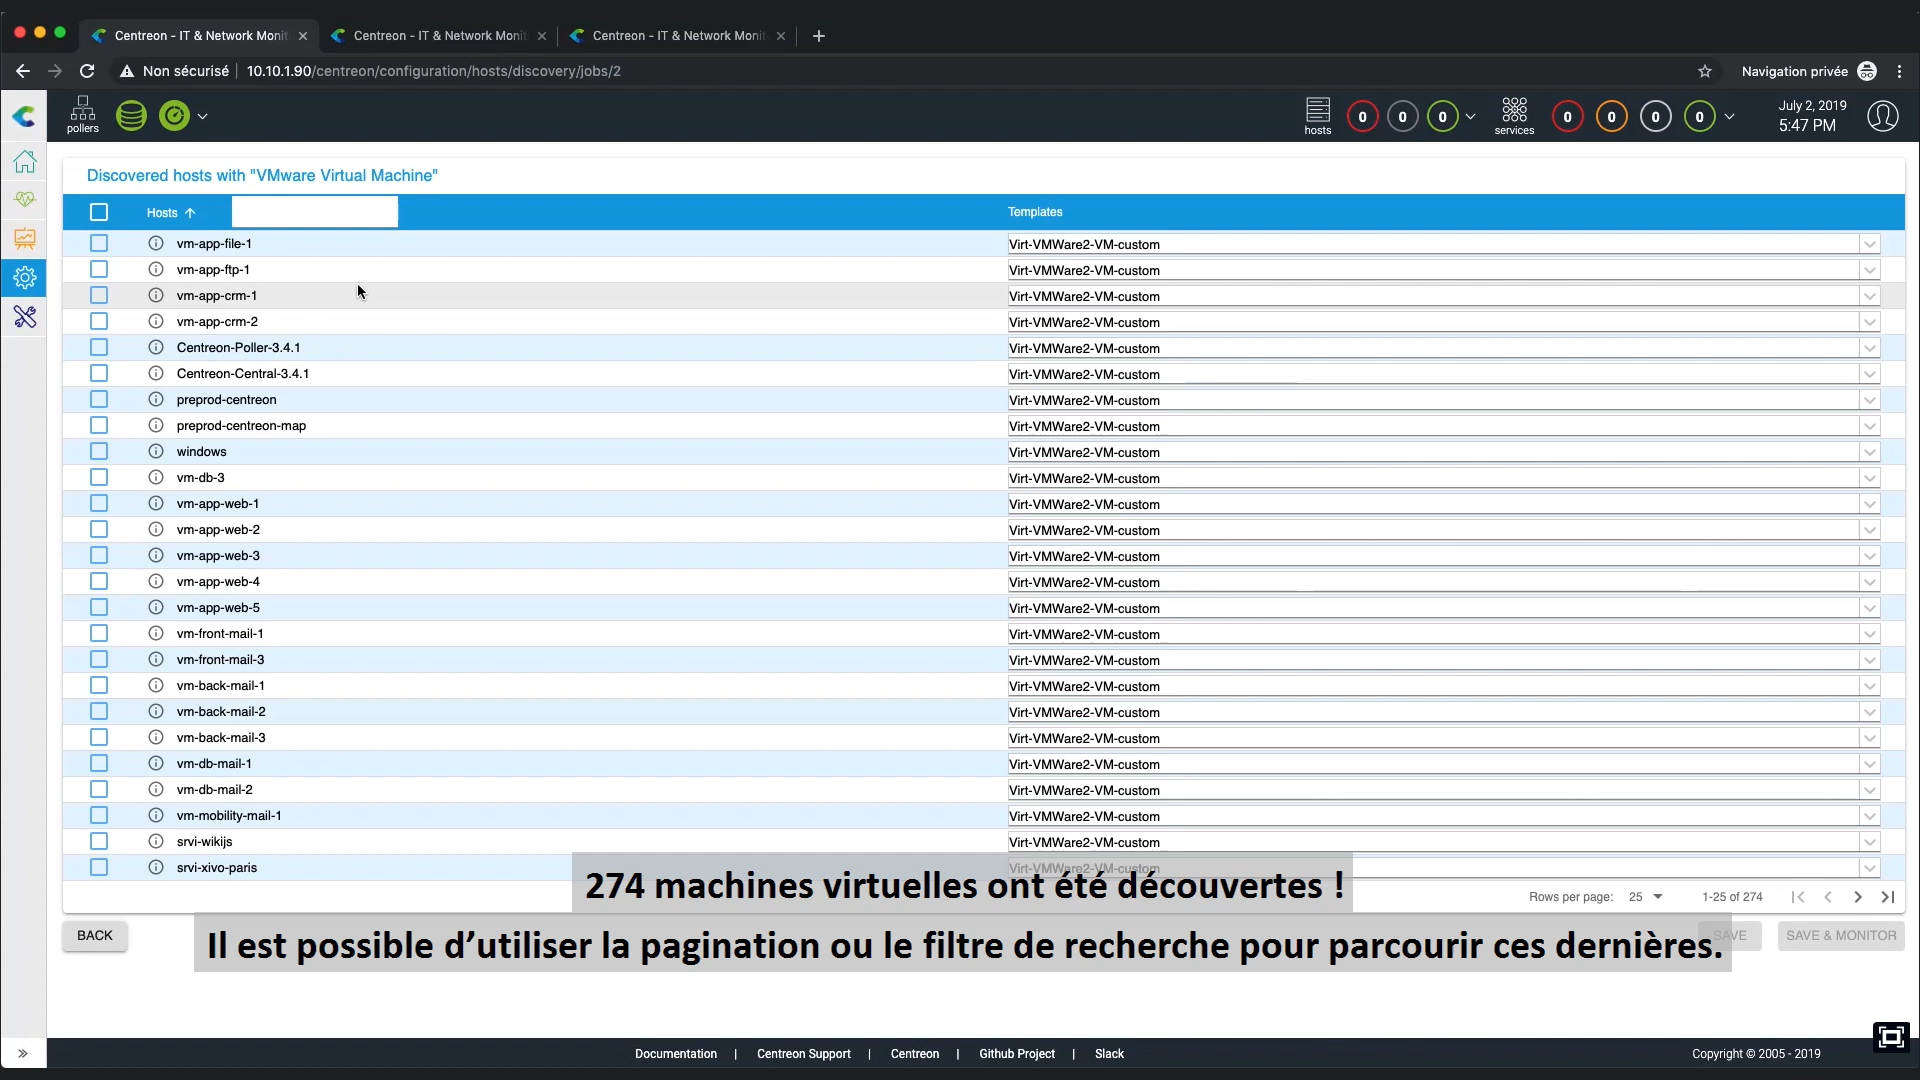 Centreon - IT & Network Monit
Centreon - IT & Network Monit
Centreon - IT & Network Monit
Non sécurisé
10.10.1.90/centreon/configuration/hosts/discovery/jobs/2
Navigation privée
pollers
hosts
0
0
0
services
0
0
0
0
July 2, 2019
5:47 PM
Discovered hosts with "VMware Virtual Machine"
Hosts
Templates
vm-app-file-1 Virt-VMWare2-VM-custom
vm-app-ftp-1 Virt-VMWare2-VM-custom
vm-app-crm-1 Virt-VMWare2-VM-custom
vm-app-crm-2 Virt-VMWare2-VM-custom
Centreon-Poller-3.4.1 Virt-VMWare2-VM-custom
Centreon-Central-3.4.1 Virt-VMWare2-VM-custom
preprod-centreon Virt-VMWare2-VM-custom
preprod-centreon-map Virt-VMWare2-VM-custom
windows Virt-VMWare2-VM-custom
vm-db-3 Virt-VMWare2-VM-custom
vm-app-web-1 Virt-VMWare2-VM-custom
vm-app-web-2 Virt-VMWare2-VM-custom
vm-app-web-3 Virt-VMWare2-VM-custom
vm-app-web-4 Virt-VMWare2-VM-custom
vm-app-web-5 Virt-VMWare2-VM-custom
vm-front-mail-1 Virt-VMWare2-VM-custom
vm-front-mail-3 Virt-VMWare2-VM-custom
vm-back-mail-1 Virt-VMWare2-VM-custom
vm-back-mail-2 Virt-VMWare2-VM-custom
vm-back-mail-3 Virt-VMWare2-VM-custom
vm-db-mail-1 Virt-VMWare2-VM-custom
vm-db-mail-2 Virt-VMWare2-VM-custom
vm-mobility-mail-1 Virt-VMWare2-VM-custom
srvi-wikijs Virt-VMWare2-VM-custom
srvi-xivo-paris Virt-VMWare2-VM-custom
274 machines virtuelles ont été découvertes !
Rows per page: 25 1-25 of 274
BACK
Il est possible d’utiliser la pagination ou le filtre de recherche pour parcourir ces dernières.
SAVE
SAVE & MONITOR
Documentation | Centreon Support | Centreon | Github Project | Slack
Copyright © 2005 - 2019